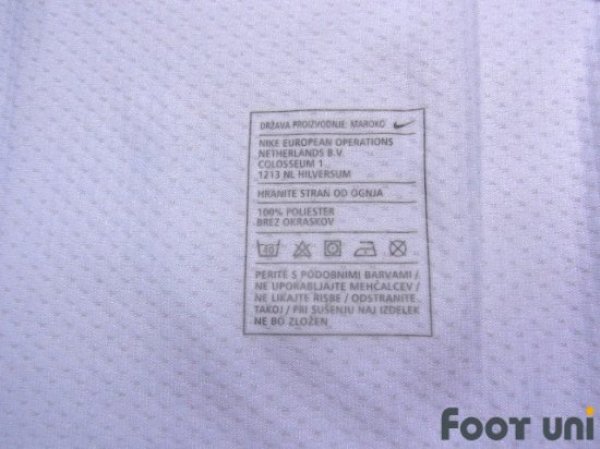 DRŽAVA PROIZVODNJE: MAROKO
NIKE EUROPEAN OPERATIONS
NETHERLANDS B.V.
COLOSSEUM 1
1213 NL HILVERSUM
HRANITE STRAN OD OGNJA
100% POLIESTER
BREZ OKRASKOV
40
PERITE S PODOBNIMI BARVAMI /
NE UPORABLJAJTE MEHČALCEV /
NE LIKAJTE RISBE / ODSTRANITE
TAKOJ / PRI SUŠENJU NAJ IZDELEK
NE BO ZLOŽEN
FOOT UNI